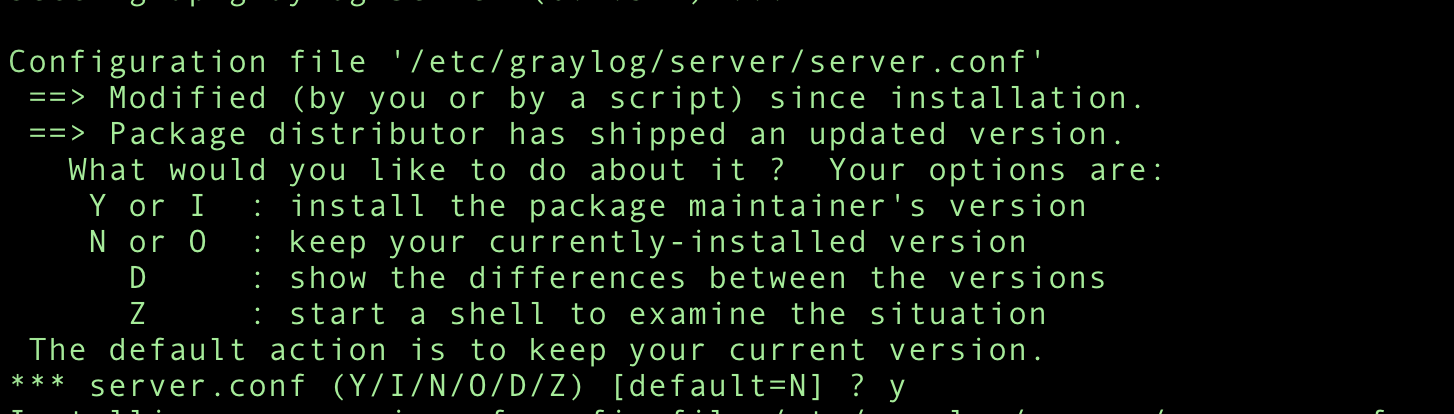 Configuration file '/etc/graylog/server/server.conf'
 ==> Modified (by you or by a script) since installation.
 ==> Package distributor has shipped an updated version.
   What would you like to do about it ?  Your options are:
    Y or I  : install the package maintainer's version
    N or O  : keep your currently-installed version
      D     : show the differences between the versions
      Z     : start a shell to examine the situation
 The default action is to keep your current version.
*** server.conf (Y/I/N/O/D/Z) [default=N] ? y